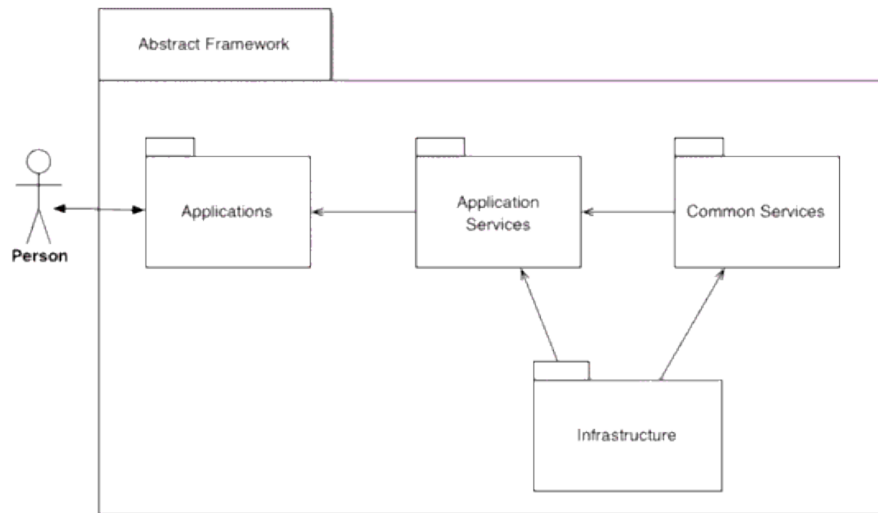 Abstract Framework
Person
Applications
Application
Services
Common Services
Infrastructure